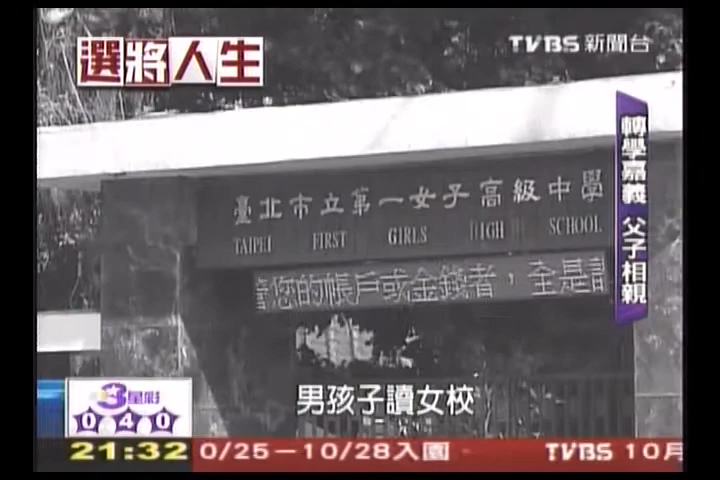 選將人生
TVBS 新聞台
轉學嘉義 父子相親
臺北市立第一女子高級中學
TAIPEI FIRST GIRLS HIGH SCHOOL
您的帳戶或金錢者，全是
男孩子讀女校
3星彩
0 4 0
21:32
0/25－10/28入園
TVBS 10月